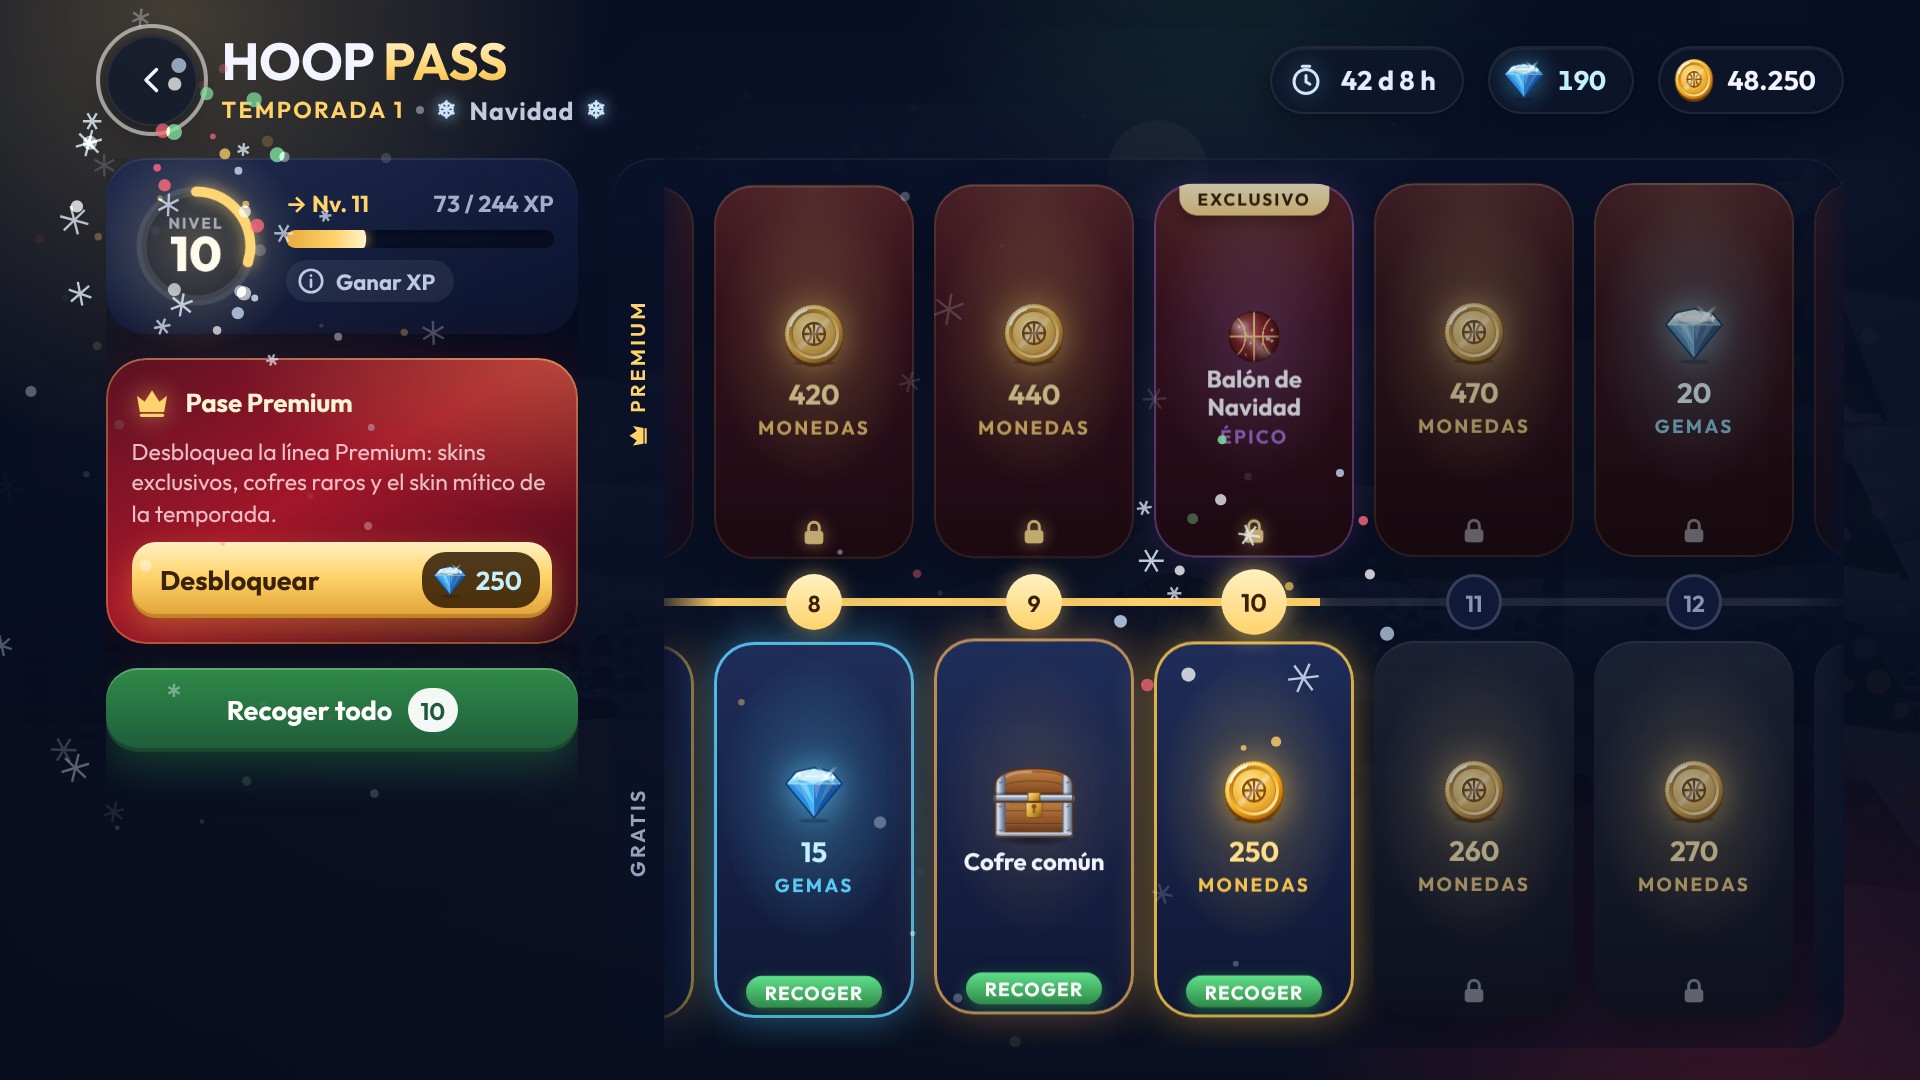 HOOP PASS
TEMPORADA 1 • ❄ Navidad ❄
42 d 8 h
190
48.250
NIVEL
10
→ Nv. 11
73 / 244 XP
Ganar XP
Pase Premium
Desbloquea la línea Premium: skins
exclusivos, cofres raros y el skin mítico de
la temporada.
Desbloquear
250
Recoger todo
10
PREMIUM
420
MONEDAS
440
MONEDAS
EXCLUSIVO
Balón de
Navidad
ÉPICO
470
MONEDAS
20
GEMAS
8
9
10
11
12
GRATIS
15
GEMAS
RECOGER
Cofre común
RECOGER
250
MONEDAS
RECOGER
260
MONEDAS
270
MONEDAS